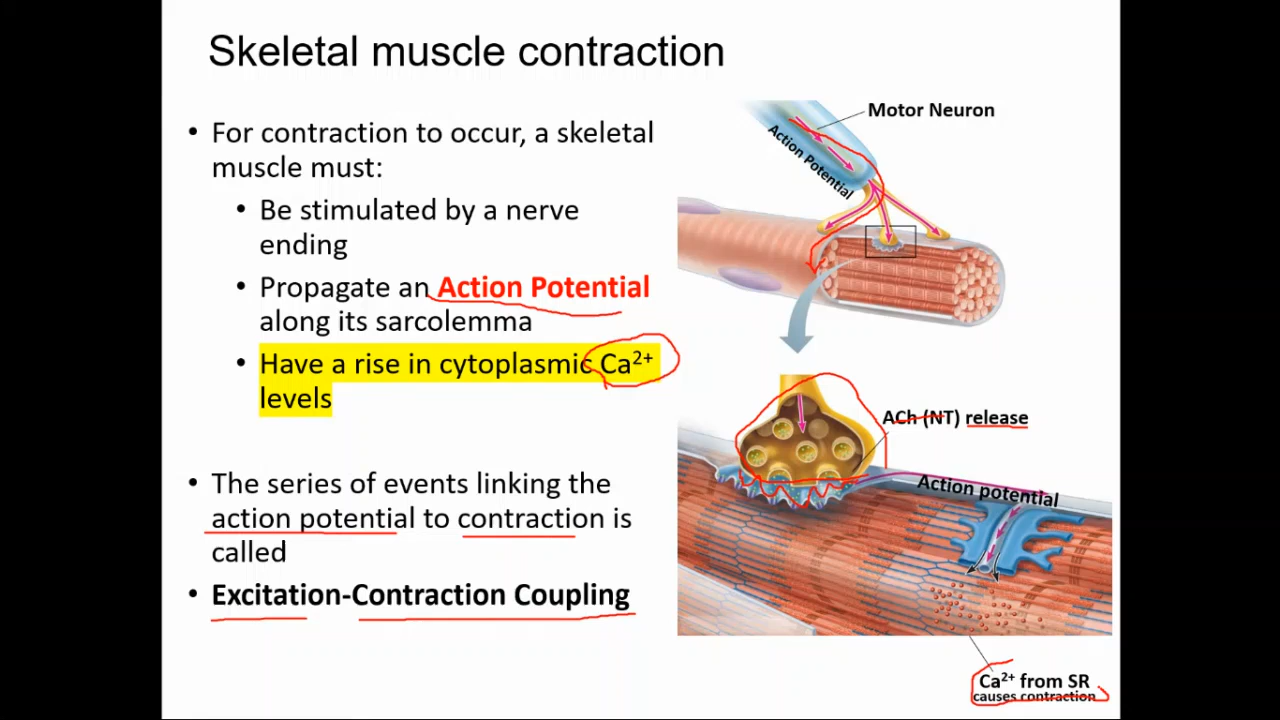 Skeletal muscle contraction
• For contraction to occur, a skeletal
muscle must:
• Be stimulated by a nerve
ending
• Propagate an Action Potential
along its sarcolemma
• Have a rise in cytoplasmic Ca²⁺
levels
• The series of events linking the
action potential to contraction is
called
• Excitation-Contraction Coupling
Motor Neuron
Action Potential
ACh (NT) release
Action potential
Ca²⁺ from SR
causes contraction